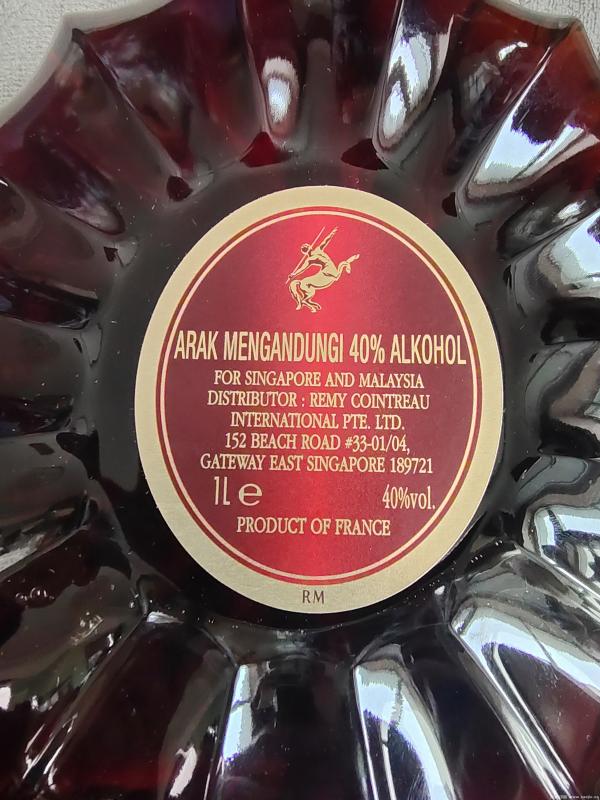 ARAK MENGANDUNGI 40% ALKOHOL
FOR SINGAPORE AND MALAYSIA
DISTRIBUTOR : REMY COINTREAU
INTERNATIONAL PTE. LTD.
152 BEACH ROAD #33-01/04,
GATEWAY EAST SINGAPORE 189721
1L e 40%vol.
PRODUCT OF FRANCE
RM